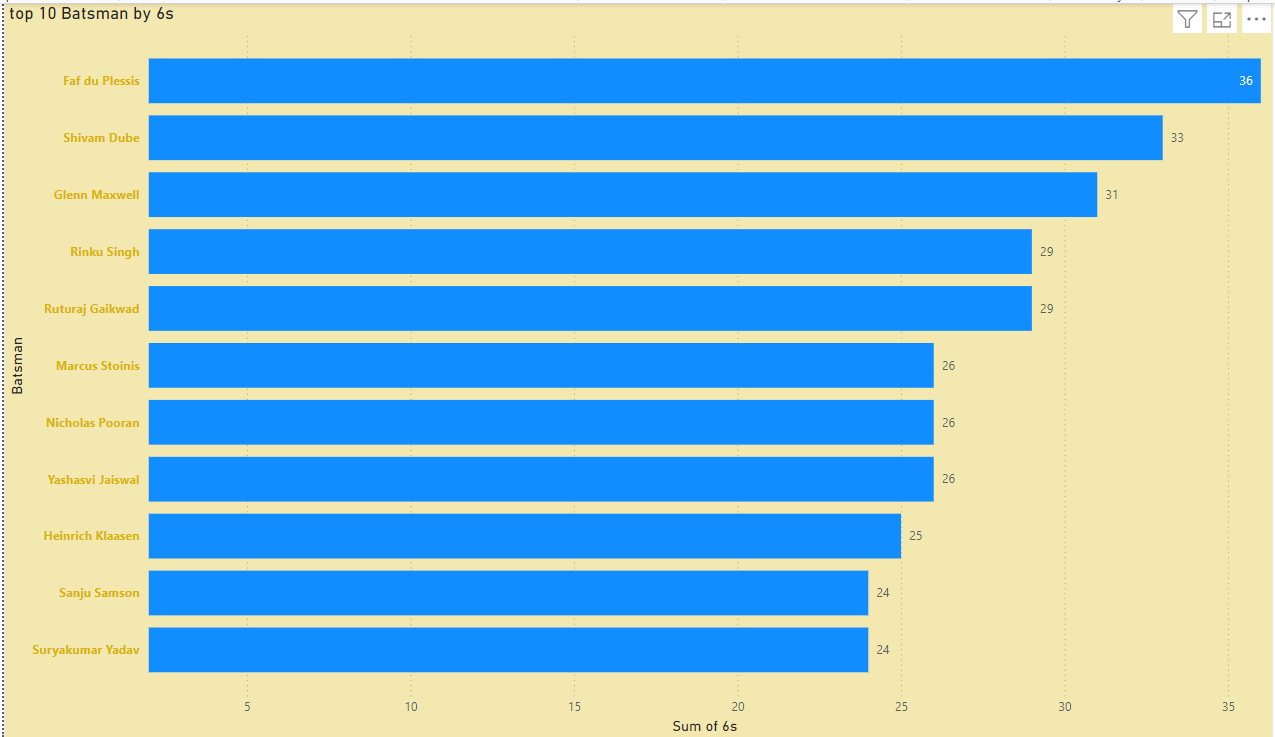 top 10 Batsman by 6s
Faf du Plessis 36
Shivam Dube 33
Glenn Maxwell 31
Rinku Singh 29
Ruturaj Gaikwad 29
Batsman
Marcus Stoinis 26
Nicholas Pooran 26
Yashasvi Jaiswal 26
Heinrich Klaasen 25
Sanju Samson 24
Suryakumar Yadav 24
5 10 15 20 25 30 35
Sum of 6s